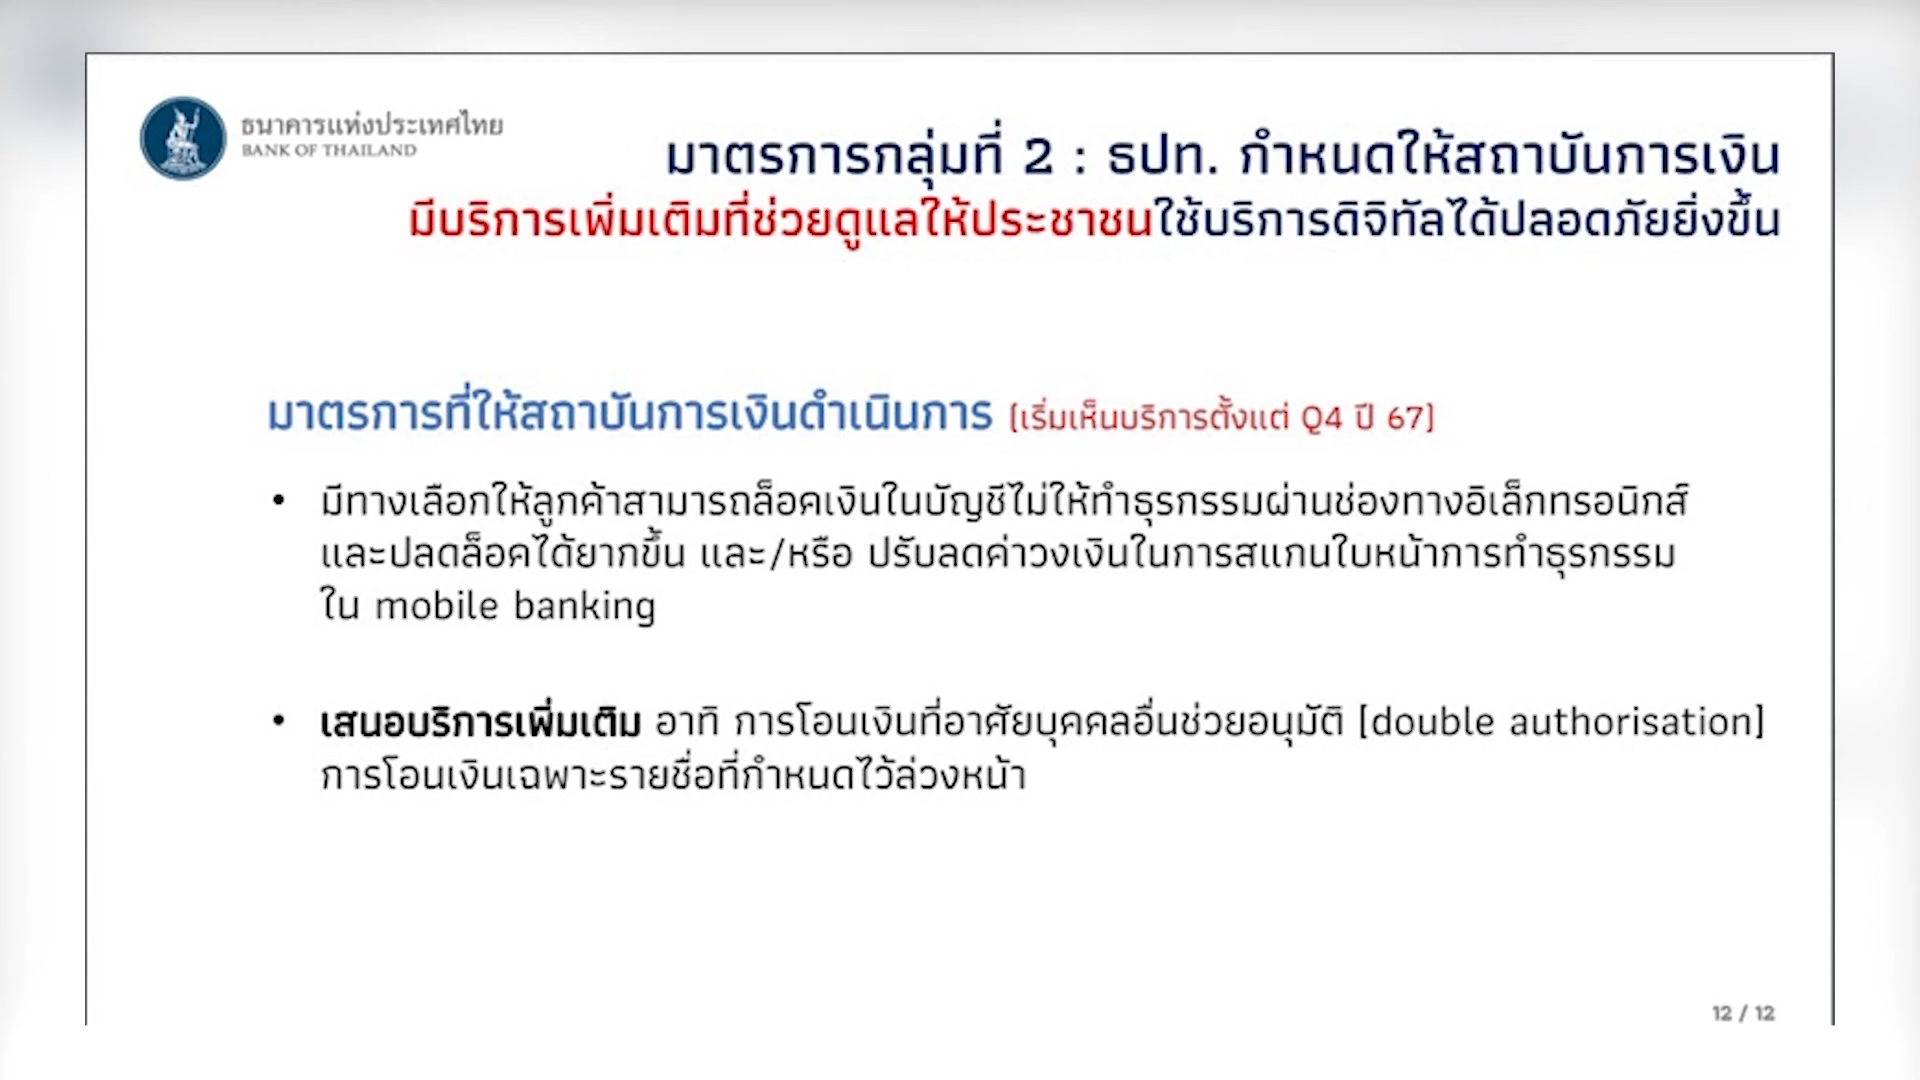 ธนาคารแห่งประเทศไทย
BANK OF THAILAND
มาตรการกลุ่มที่ 2 : ธปท. กำหนดให้สถาบันการเงิน
มีบริการเพิ่มเติมที่ช่วยดูแลให้ประชาชนใช้บริการดิจิทัลได้ปลอดภัยยิ่งขึ้น
มาตรการที่ให้สถาบันการเงินดำเนินการ (เริ่มเห็นบริการตั้งแต่ Q4 ปี 67)
• มีทางเลือกให้ลูกค้าสามารถล็อคเงินในบัญชีไม่ให้ทำธุรกรรมผ่านช่องทางอิเล็กทรอนิกส์
และปลดล็อคได้ยากขึ้น และ/หรือ ปรับลดค่าวงเงินในการสแกนใบหน้าการทำธุรกรรม
ใน mobile banking
• เสนอบริการเพิ่มเติม อาทิ การโอนเงินที่อาศัยบุคคลอื่นช่วยอนุมัติ [double authorisation]
การโอนเงินเฉพาะรายชื่อที่กำหนดไว้ล่วงหน้า
12 / 12